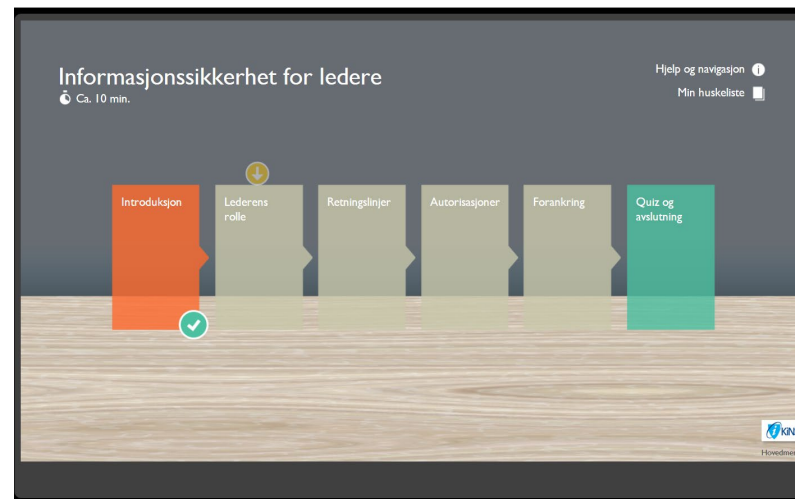 Informasjonssikkerhet for ledere
Ca. 10 min.
Hjelp og navigasjon
Min huskeliste
Introduksjon
Lederens
rolle
Retningslinjer
Autorisasjoner
Forankring
Quiz og
avslutning